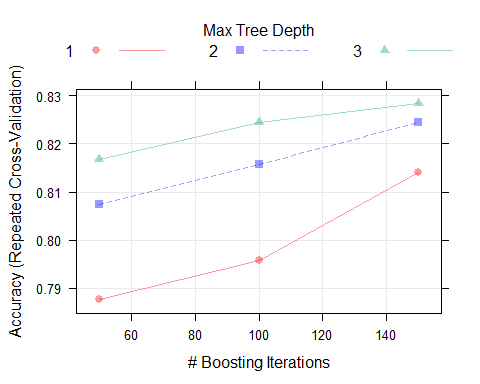 Max Tree Depth
1 2 3
Accuracy (Repeated Cross-Validation)
0.83
0.82
0.81
0.80
0.79
60 80 100 120 140
# Boosting Iterations